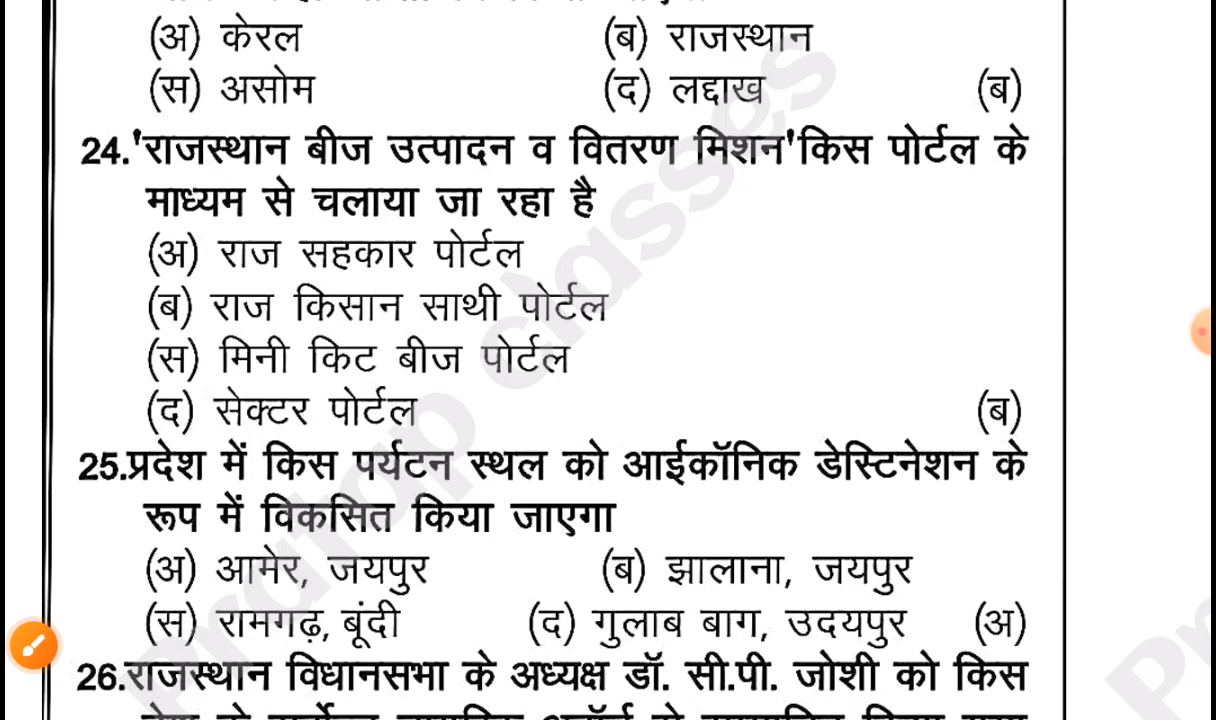 (अ) केरल (ब) राजस्थान
(स) असोम (द) लद्दाख (ब)
24.'राजस्थान बीज उत्पादन व वितरण मिशन'किस पोर्टल के
माध्यम से चलाया जा रहा है
(अ) राज सहकार पोर्टल
(ब) राज किसान साथी पोर्टल
(स) मिनी किट बीज पोर्टल
(द) सेक्टर पोर्टल (ब)
25.प्रदेश में किस पर्यटन स्थल को आईकॉनिक डेस्टिनेशन के
रूप में विकसित किया जाएगा
(अ) आमेर, जयपुर (ब) झालाना, जयपुर
(स) रामगढ़, बूंदी (द) गुलाब बाग, उदयपुर (अ)
26.राजस्थान विधानसभा के अध्यक्ष डॉ. सी.पी. जोशी को किस
Pratap classes